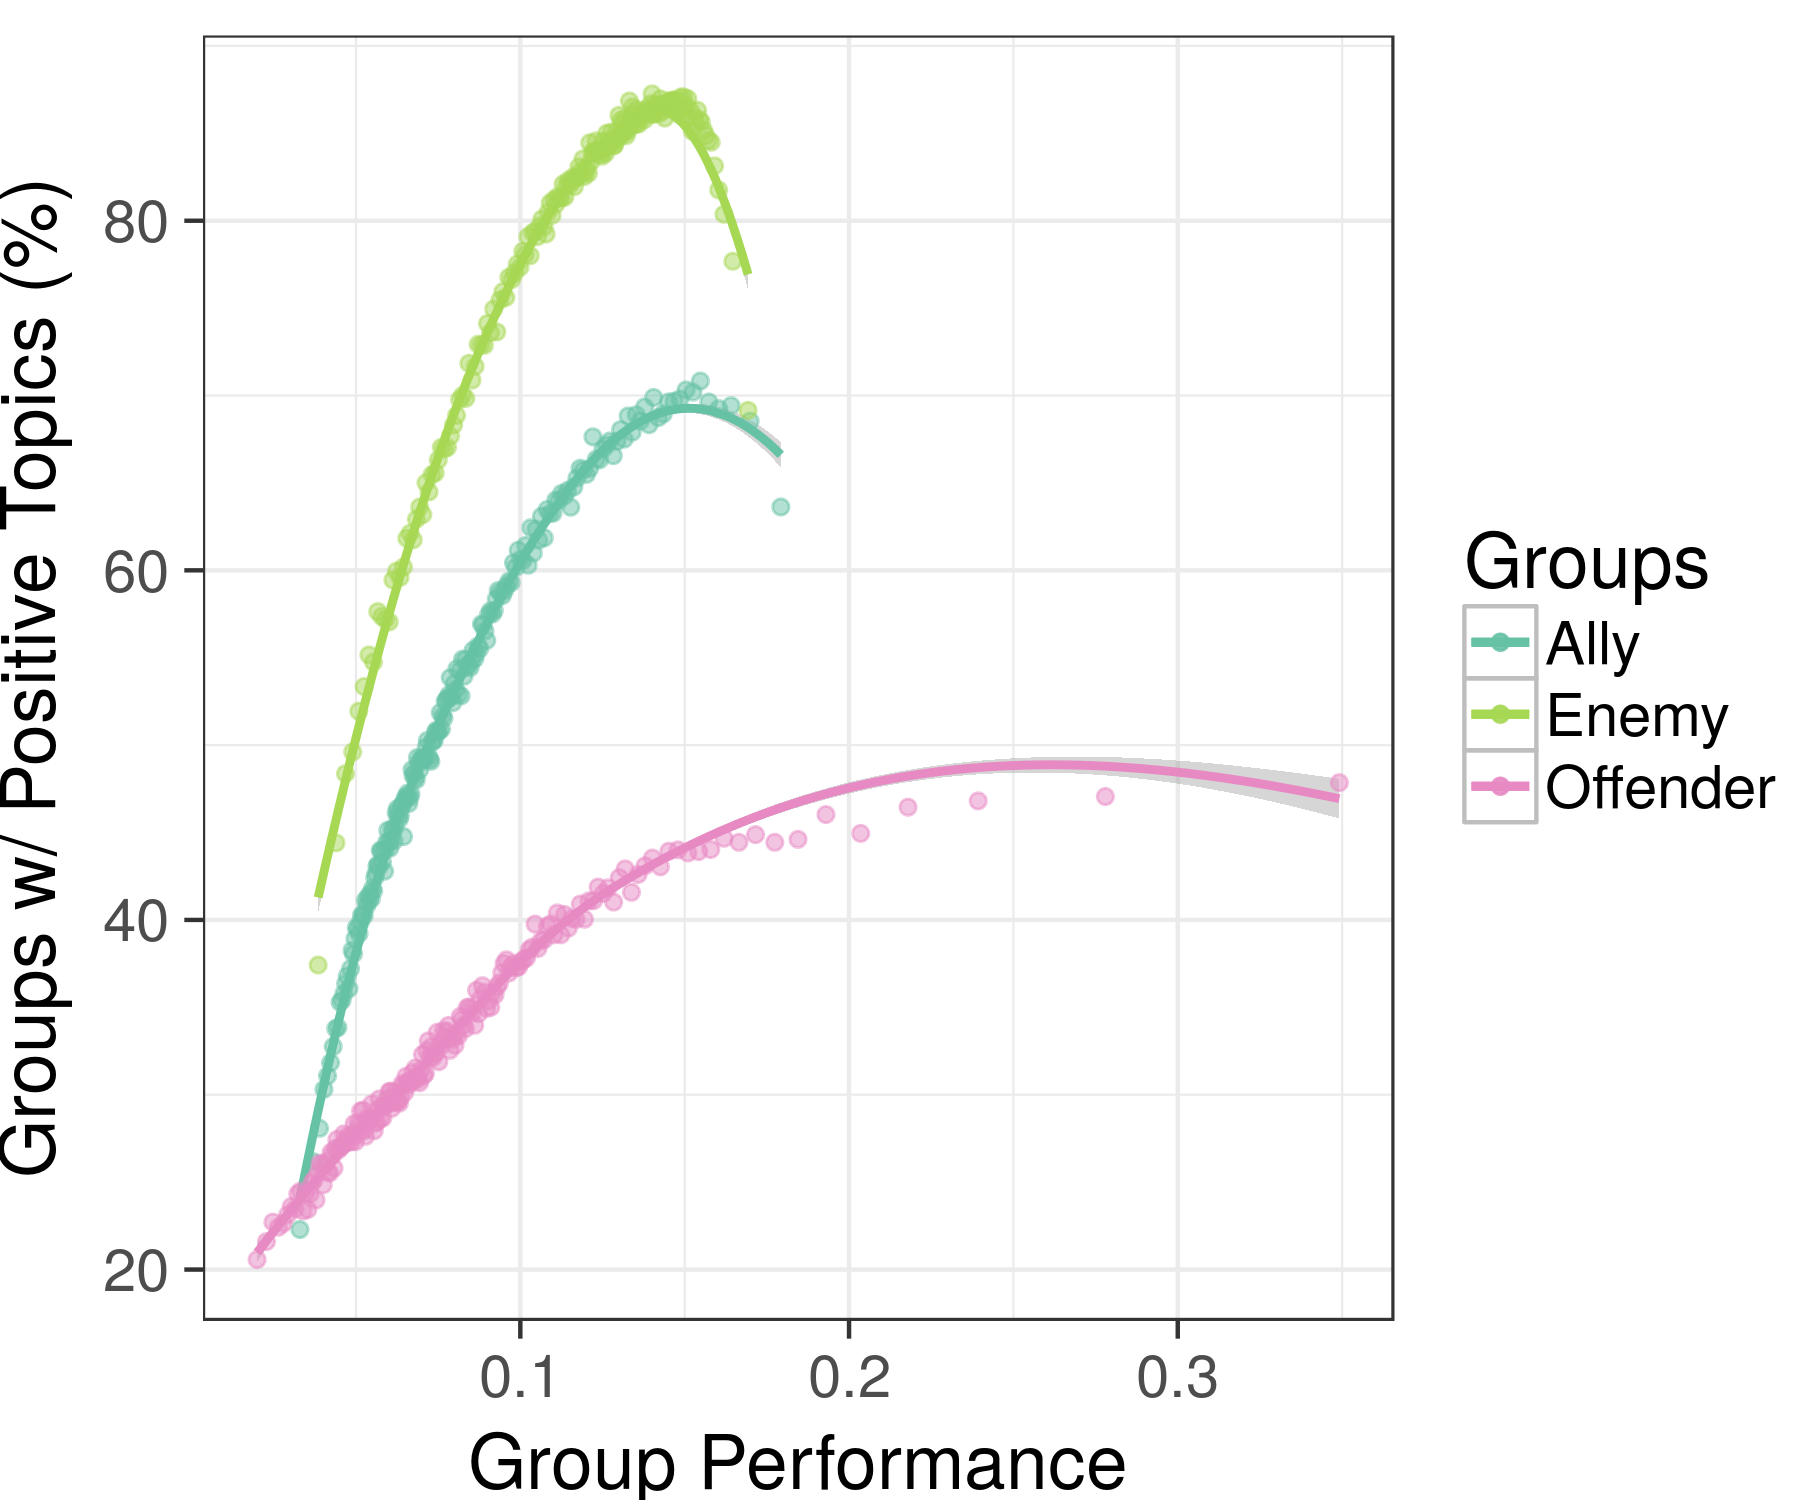 Groups w/ Positive Topics (%)
80
60
40
20
0.1 0.2 0.3
Group Performance
Groups
Ally
Enemy
Offender